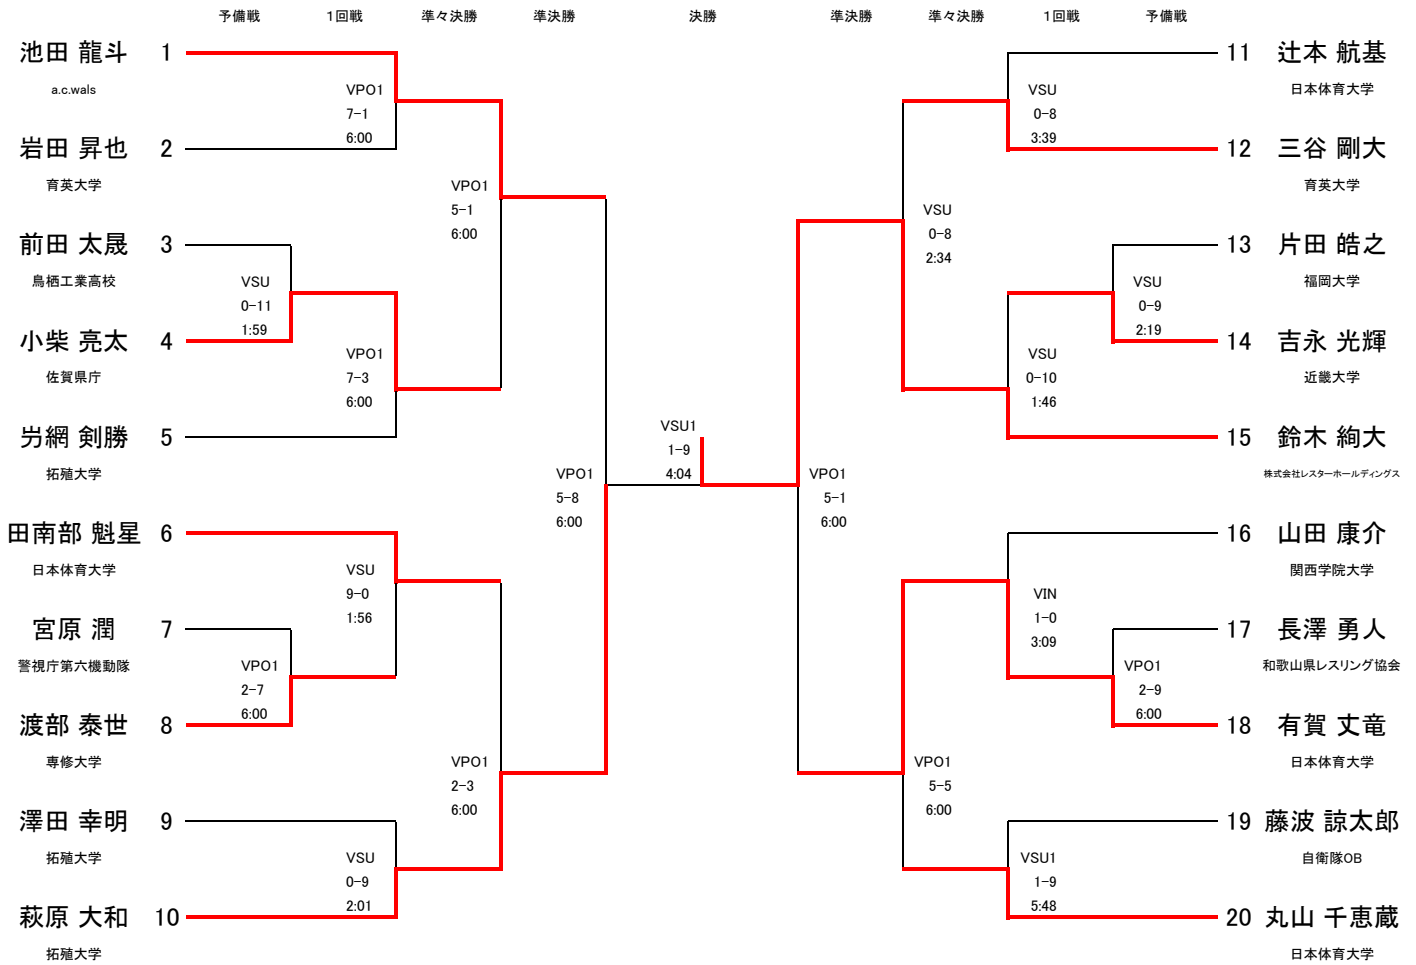 予備戦 1回戦 準々決勝 準決勝 決勝 準決勝 準々決勝 1回戦 予備戦
池田 龍斗 1
a.c.wals
VPO1
7-1
6:00
岩田 昇也 2
育英大学
VPO1
5-1
6:00
前田 太晟 3
鳥栖工業高校
VSU
0-11
1:59
小柴 亮太 4
佐賀県庁
VPO1
7-3
6:00
屶網 剣勝 5
拓殖大学
VPO1
5-8
6:00
田南部 魁星 6
日本体育大学
VSU
9-0
1:56
宮原 潤 7
警視庁第六機動隊
VPO1
2-7
6:00
渡部 泰世 8
専修大学
VPO1
2-3
6:00
澤田 幸明 9
拓殖大学
VSU
0-9
2:01
萩原 大和 10
拓殖大学
VSU1
1-9
4:04
11 辻本 航基
日本体育大学
VSU
0-8
3:39
12 三谷 剛大
育英大学
VSU
0-8
2:34
13 片田 皓之
福岡大学
VSU
0-9
2:19
14 吉永 光輝
近畿大学
VSU
0-10
1:46
15 鈴木 絢大
株式会社レスターホールディングス
VPO1
5-1
6:00
16 山田 康介
関西学院大学
VIN
1-0
3:09
17 長澤 勇人
和歌山県レスリング協会
VPO1
2-9
6:00
18 有賀 丈竜
日本体育大学
VPO1
5-5
6:00
19 藤波 諒太郎
自衛隊OB
VSU1
1-9
5:48
20 丸山 千恵蔵
日本体育大学